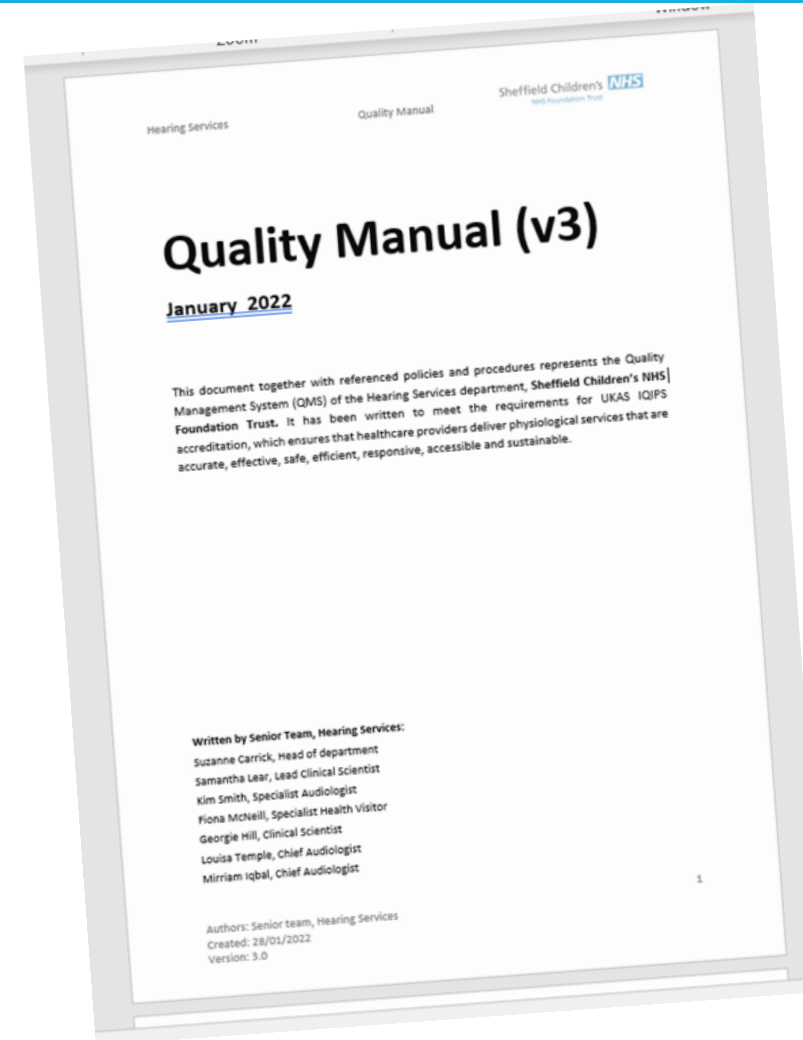 Zoom
Window
Hearing Services
Quality Manual
Sheffield Children's NHS
NHS Foundation Trust
Quality Manual (v3)
January 2022
This document together with referenced policies and procedures represents the Quality
Management System (QMS) of the Hearing Services department, Sheffield Children's NHS
Foundation Trust. It has been written to meet the requirements for UKAS IQIPS
accreditation, which ensures that healthcare providers deliver physiological services that are
accurate, effective, safe, efficient, responsive, accessible and sustainable.
Written by Senior Team, Hearing Services:
Suzanne Carrick, Head of department
Samantha Lear, Lead Clinical Scientist
Kim Smith, Specialist Audiologist
Fiona McNeill, Specialist Health Visitor
Georgie Hill, Clinical Scientist
Louisa Temple, Chief Audiologist
Mirriam Iqbal, Chief Audiologist
1
Authors: Senior team, Hearing Services
Created: 28/01/2022
Version: 3.0